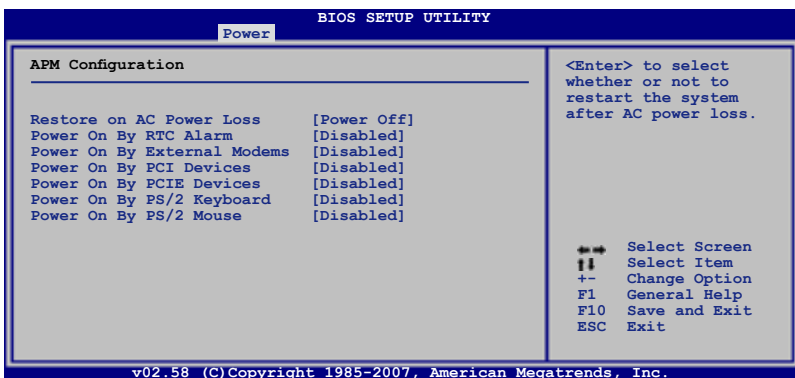 BIOS SETUP UTILITY
Power
APM Configuration
Restore on AC Power Loss [Power Off]
Power On By RTC Alarm [Disabled]
Power On By External Modems [Disabled]
Power On By PCI Devices [Disabled]
Power On By PCIE Devices [Disabled]
Power On By PS/2 Keyboard [Disabled]
Power On By PS/2 Mouse [Disabled]
<Enter> to select
whether or not to
restart the system
after AC power loss.
←→ Select Screen
↑↓ Select Item
+- Change Option
F1 General Help
F10 Save and Exit
ESC Exit
v02.58 (C)Copyright 1985-2007, American Megatrends, Inc.